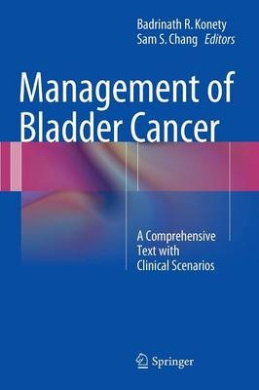 Badrinath R. Konety
Sam S. Chang Editors
Management of
Bladder Cancer
A Comprehensive
Text with
Clinical Scenarios
Springer